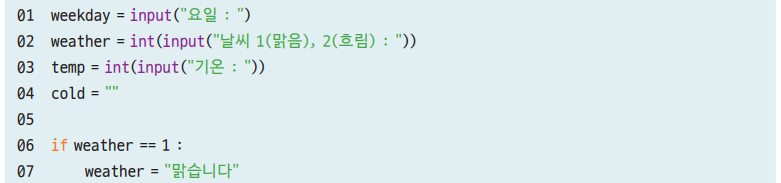 01 weekday = input("요일 : ")
02 weather = int(input("날씨 1(맑음), 2(흐림) : "))
03 temp = int(input("기온 : "))
04 cold = ""
05
06 if weather == 1 :
07     weather = "맑습니다"